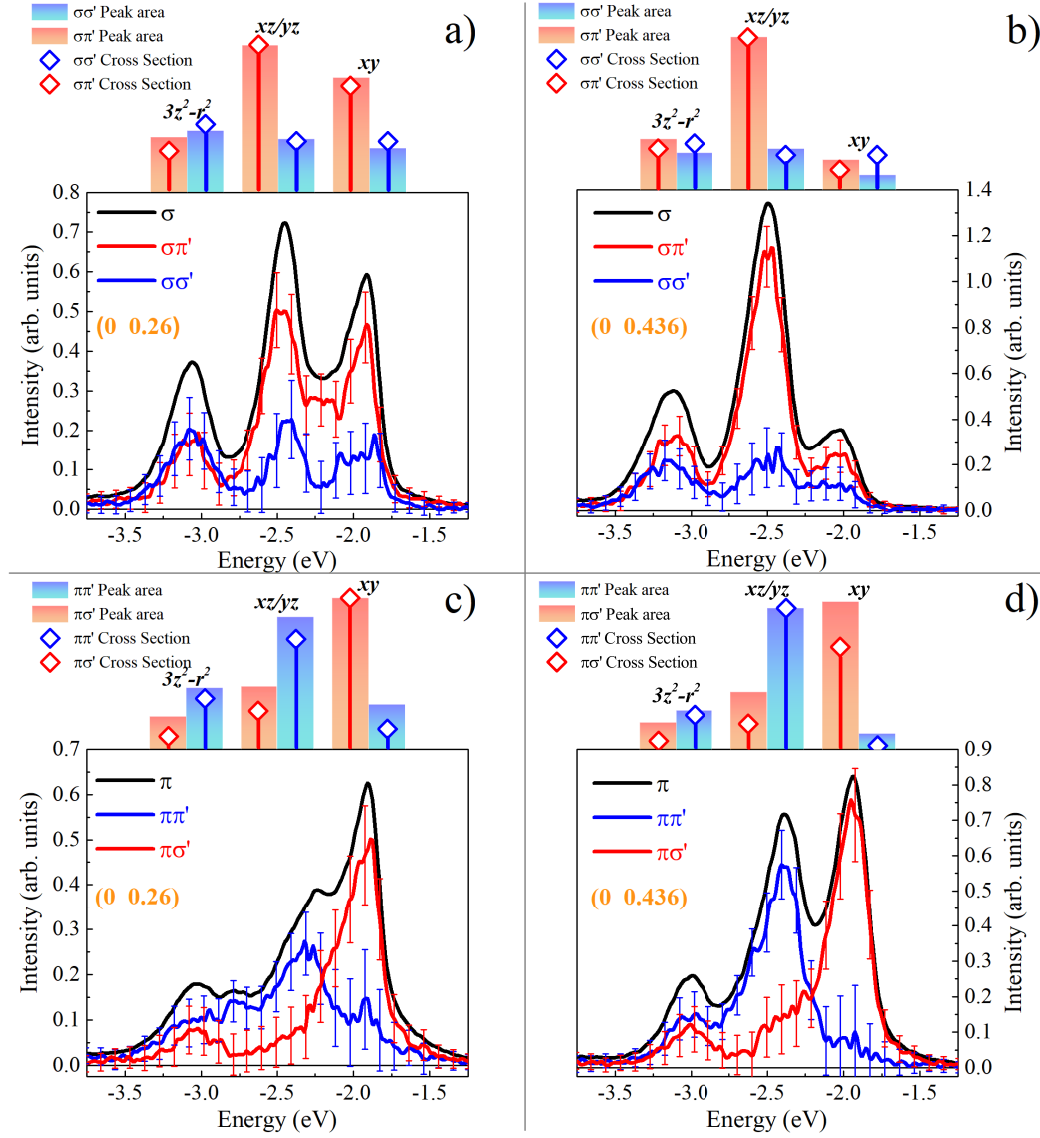 σσ' Peak area
σπ' Peak area
σσ' Cross Section
σπ' Cross Section
a)
xz/yz
xy
3z²-r²
0.8
0.7
0.6
0.5
0.4
0.3
0.2
0.1
0.0
Intensity (arb. units)
σ
σπ'
σσ'
(0 0.26)
-3.5 -3.0 -2.5 -2.0 -1.5
Energy (eV)
σσ' Peak area
σπ' Peak area
σσ' Cross Section
σπ' Cross Section
b)
xz/yz
3z²-r²
xy
σ
σπ'
σσ'
(0 0.436)
1.4
1.2
1.0
0.8
0.6
0.4
0.2
0.0
Intensity (arb. units)
-3.5 -3.0 -2.5 -2.0 -1.5
Energy (eV)
ππ' Peak area
πσ' Peak area
ππ' Cross Section
πσ' Cross Section
c)
xy
xz/yz
3z²-r²
0.7
0.6
0.5
0.4
0.3
0.2
0.1
0.0
Intensity (arb. units)
π
ππ'
πσ'
(0 0.26)
-3.5 -3.0 -2.5 -2.0 -1.5
Energy (eV)
ππ' Peak area
πσ' Peak area
ππ' Cross Section
πσ' Cross Section
d)
xz/yz
xy
3z²-r²
π
ππ'
πσ'
(0 0.436)
0.9
0.8
0.7
0.6
0.5
0.4
0.3
0.2
0.1
0.0
Intensity (arb. units)
-3.5 -3.0 -2.5 -2.0 -1.5
Energy (eV)